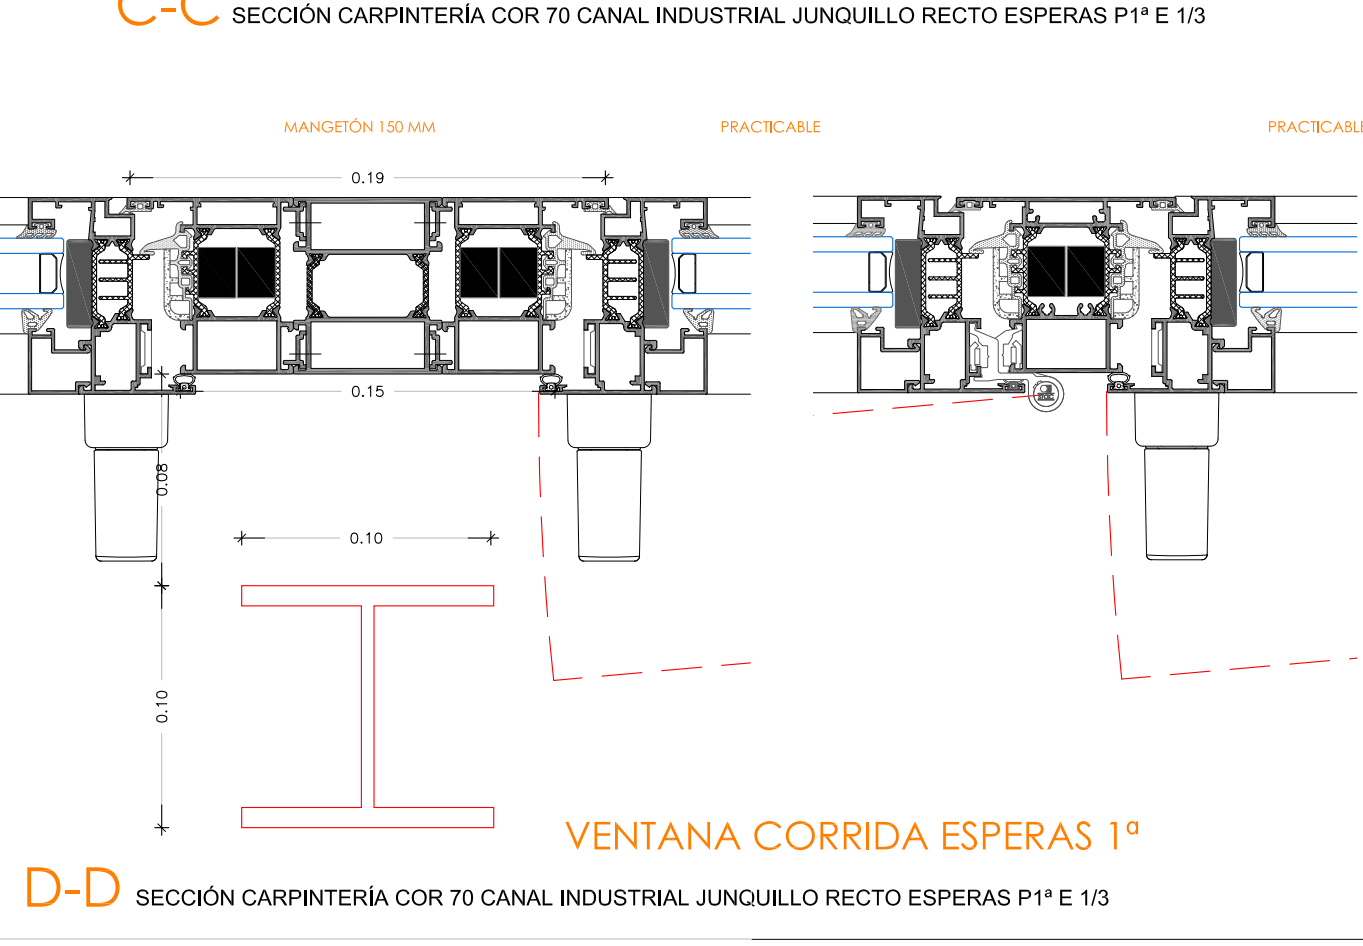 C-C SECCIÓN CARPINTERÍA COR 70 CANAL INDUSTRIAL JUNQUILLO RECTO ESPERAS P1ª E 1/3
MANGETÓN 150 MM PRACTICABLE PRACTICABLE
0.19
0.15
0.08
0.10
0.10
VENTANA CORRIDA ESPERAS 1ª
D-D SECCIÓN CARPINTERÍA COR 70 CANAL INDUSTRIAL JUNQUILLO RECTO ESPERAS P1ª E 1/3